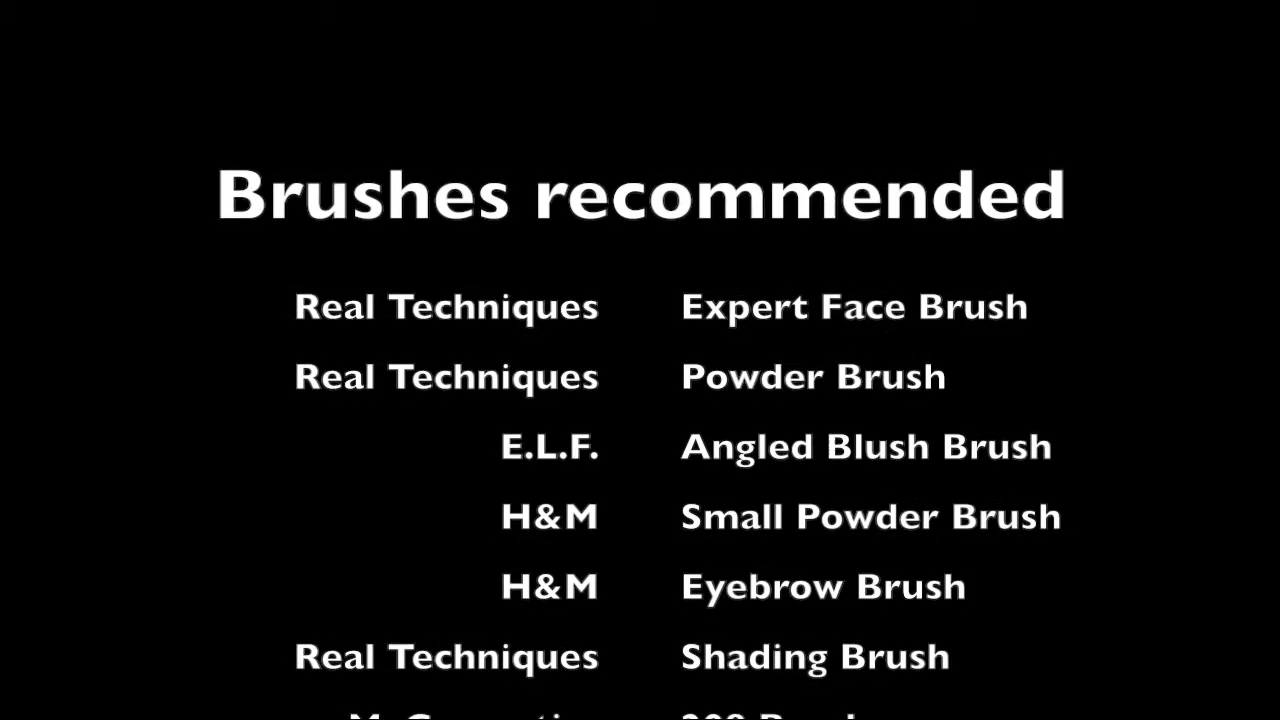 Brushes recommended
Real Techniques Expert Face Brush
Real Techniques Powder Brush
E.L.F. Angled Blush Brush
H&M Small Powder Brush
H&M Eyebrow Brush
Real Techniques Shading Brush